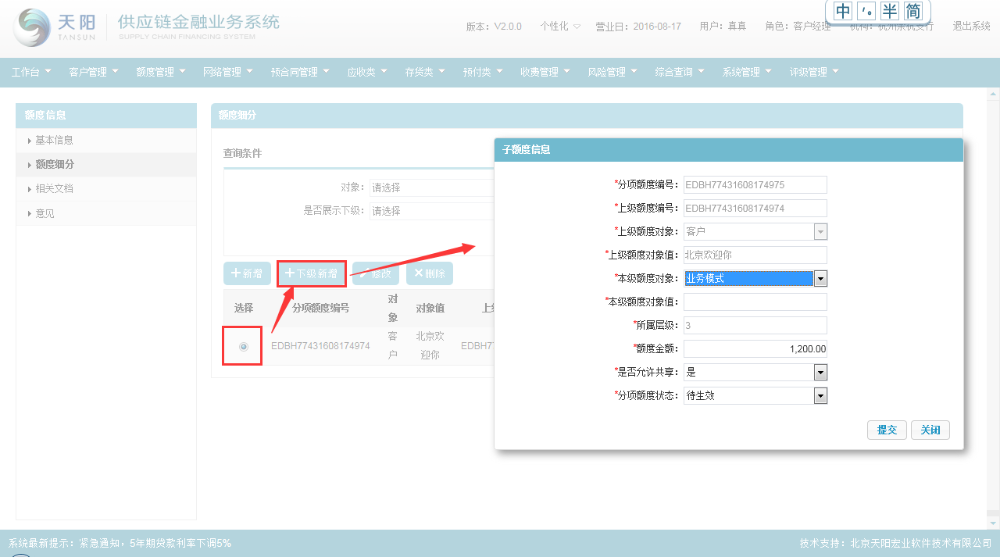 中 ′。 半 简
天阳
TANSUN
供应链金融业务系统
SUPPLY CHAIN FINANCING SYSTEM
版本：V2.0.0 个性化 营业日：2016-08-17 用户：真真 角色：客户经理 机构：杭州余杭支行 退出系统
工作台 客户管理 额度管理 网络管理 预合同管理 应收类 存货类 预付类 收费管理 风险管理 综合查询 系统管理 评级管理
额度信息
基本信息
额度细分
相关文档
意见
额度细分
查询条件
对象： 请选择
是否展示下级： 请选择
新增 下级新增 修改 删除
选择 分项额度编号 对象 对象值 上级
EDBH77431608174974 客户 北京欢迎你 EDBH77
子额度信息
*分项额度编号： EDBH77431608174975
*上级额度编号： EDBH77431608174974
*上级额度对象： 客户
*上级额度对象值： 北京欢迎你
*本级额度对象： 业务模式
*本级额度对象值：
*所属层级： 3
*额度金额： 1,200.00
*是否允许共享： 是
*分项额度状态： 待生效
提交 关闭
系统最新提示：紧急通知，5年期贷款利率下调5%
技术支持：北京天阳宏业软件技术有限公司